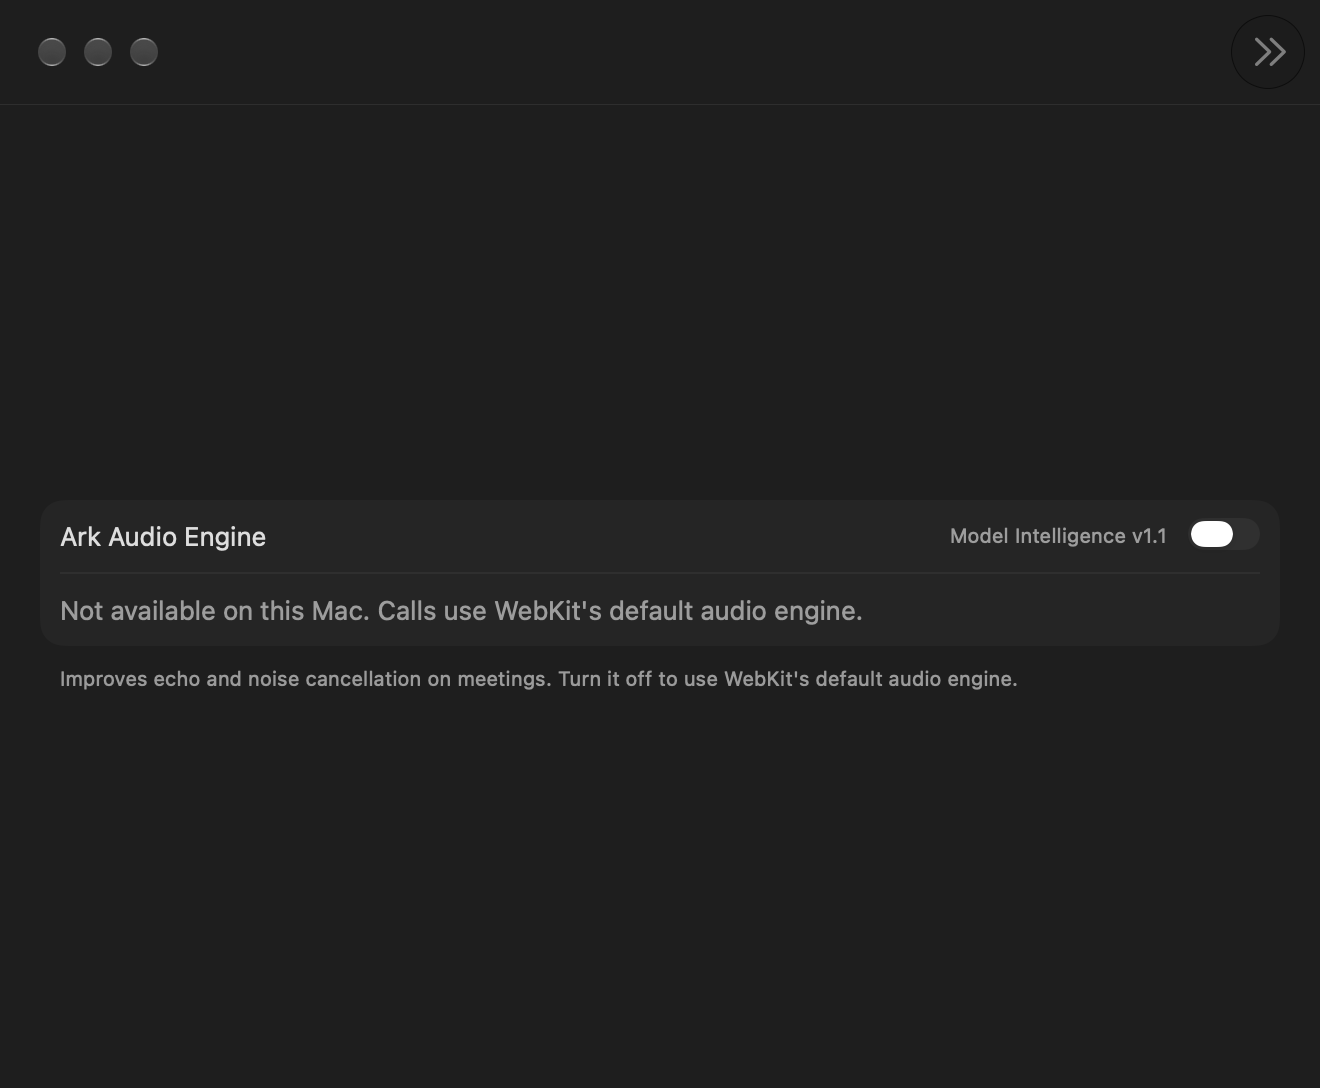 Ark Audio Engine
Model Intelligence v1.1
Not available on this Mac. Calls use WebKit's default audio engine.
Improves echo and noise cancellation on meetings. Turn it off to use WebKit's default audio engine.